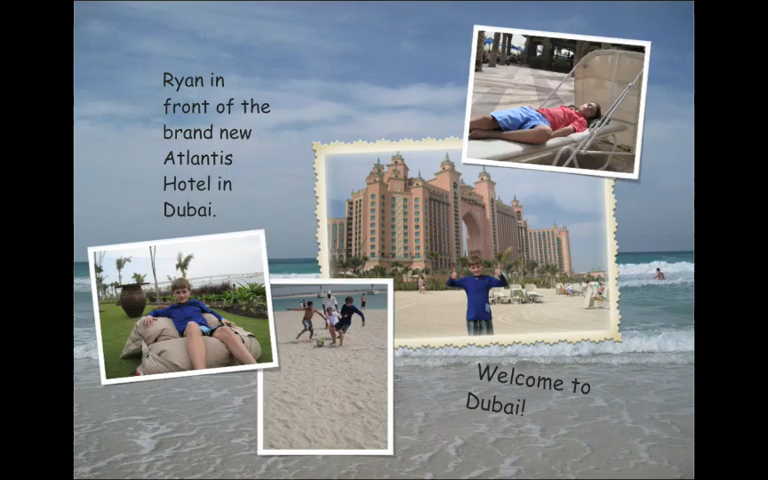 Ryan in
front of the
brand new
Atlantis
Hotel in
Dubai.
Welcome to
Dubai!